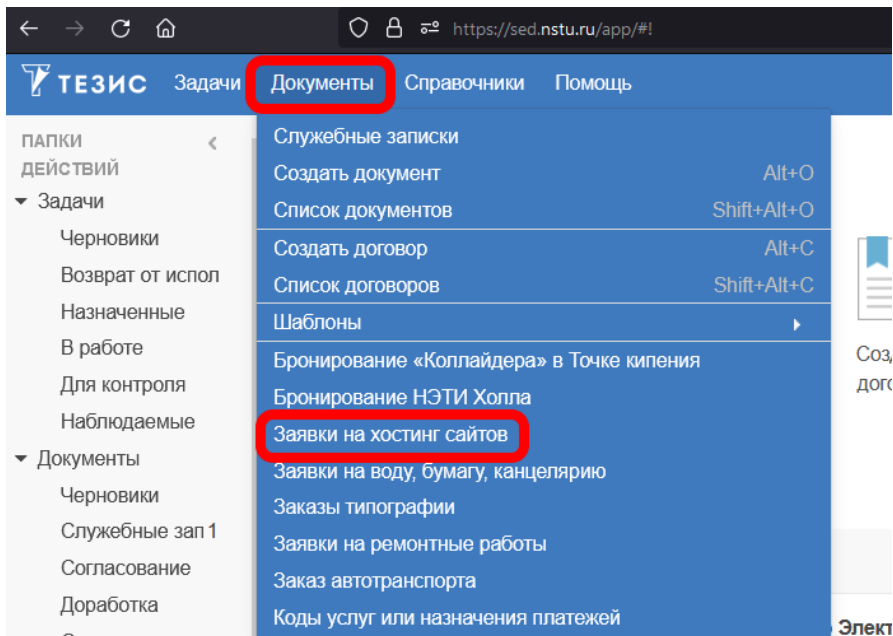 https://sed.nstu.ru/app/#!
ТЕЗИС Задачи Документы Справочники Помощь
ПАПКИ ДЕЙСТВИЙ
Задачи
Черновики
Возврат от испол
Назначенные
В работе
Для контроля
Наблюдаемые
Документы
Черновики
Служебные зап 1
Согласование
Доработка
Служебные записки
Создать документ Alt+O
Список документов Shift+Alt+O
Создать договор Alt+C
Список договоров Shift+Alt+C
Шаблоны
Бронирование «Коллайдера» в Точке кипения
Бронирование НЭТИ Холла
Заявки на хостинг сайтов
Заявки на воду, бумагу, канцелярию
Заказы типографии
Заявки на ремонтные работы
Заказ автотранспорта
Коды услуг или назначения платежей